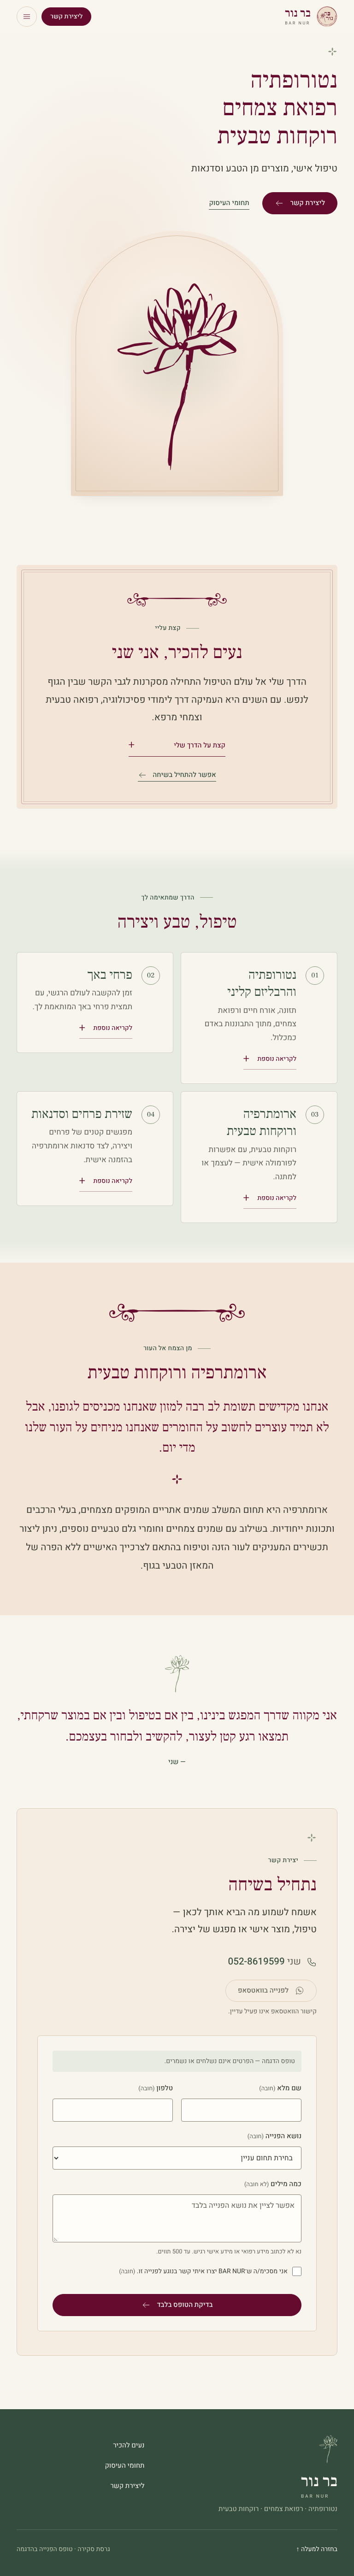 בר נור
BAR NUR
ליצירת קשר
נטורופתיה
רפואת צמחים
רוקחות טבעית
טיפול אישי, מוצרים מן הטבע וסדנאות
ליצירת קשר ←
תחומי העיסוק
קצת עליי
נעים להכיר, אני שני
הדרך שלי אל עולם הטיפול התחילה מסקרנות לגבי הקשר שבין הגוף
לנפש. עם השנים היא העמיקה דרך לימודי פסיכולוגיה, נטורופתיה
וצמחי מרפא.
קצת על הדרך שלי +
אפשר להתחיל בשיחה ←
הדרך שמתאימה לך
טיפול, טבע ויצירה
01
נטורופתיה
והרבליזם קליני
תזונה, אורח חיים ורפואת
צמחים, מתוך התבוננות באדם
כמכלול.
לקריאה נוספת +
02
פרחי באך
זמן להקשבה לעולם הרגשי, עם
תמצית פרחי באך המותאמת לך.
לקריאה נוספת +
03
ארומתרפיה
ורוקחות טבעית
רוקחות טבעית, עם אפשרות
לפורמולה אישית — לעצמך או
למתנה.
לקריאה נוספת +
04
שזירת פרחים וסדנאות
מפגשים קטנים של פרחים
ויצירה, לצד סדנאות ארומתרפיה
בהזמנה אישית.
לקריאה נוספת +
מן הצמח אל העור
ארומתרפיה ורוקחות טבעית
אנחנו מקדישים תשומת לב רבה למזון שאנחנו מכניסים לגופנו, אבל
לא תמיד עוצרים לחשוב על החומרים שאנחנו מניחים על העור שלנו
מדי יום.
ארומתרפיה היא תחום המשלב שמנים אתריים המופקים מצמחים, בעלי הרכבים
ותכונות ייחודיות. בשילוב עם שמנים צמחיים וחומרי גלם טבעיים נוספים, ניתן ליצור
תכשירים המעניקים לעור הזנה וטיפוח בהתאם לצרכייך האישיים ללא הפרה של
המאזן הטבעי בגוף.
אני מקווה שדרך המפגש בינינו, בין אם בטיפול ובין אם במוצר שרקחתי,
תמצאו רגע קטן לעצור, להקשיב ולבחור בעצמכם.
— שני
יצירת קשר
נתחיל בשיחה
אשמח לשמוע מה הביא אותך לכאן —
טיפול, מוצר אישי או מפגש של יצירה.
שני 052-8619599
לפנייה בוואטסאפ
קישור הוואטסאפ אינו פעיל עדיין.
טופס הדגמה — הפרטים אינם נשלחים או נשמרים.
שם מלא (חובה)
טלפון (חובה)
נושא הפנייה (חובה)
בחירת תחום עניין
כמה מילים (לא חובה)
אפשר לציין את נושא הפנייה בלבד
נא לא לכתוב מידע רפואי או מידע אישי רגיש. עד 500 תווים.
אני מסכימ/ה ש־BAR NUR יצרו איתי קשר בנוגע לפנייה זו. (חובה)
בדיקת הטופס בלבד ←
בר נור
BAR NUR
נטורופתיה · רפואת צמחים · רוקחות טבעית
נעים להכיר
תחומי העיסוק
ליצירת קשר
בחזרה למעלה ↑
גרסת סקירה · טופס הפנייה בהדגמה